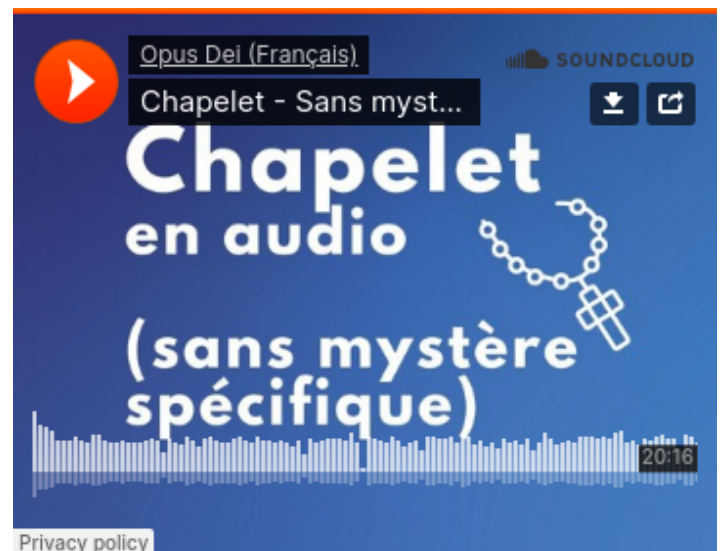 Opus Dei (Français)
SOUNDCLOUD
Chapelet - Sans myst...
Chapelet
en audio
(sans mystère
spécifique)
20:16
Privacy policy